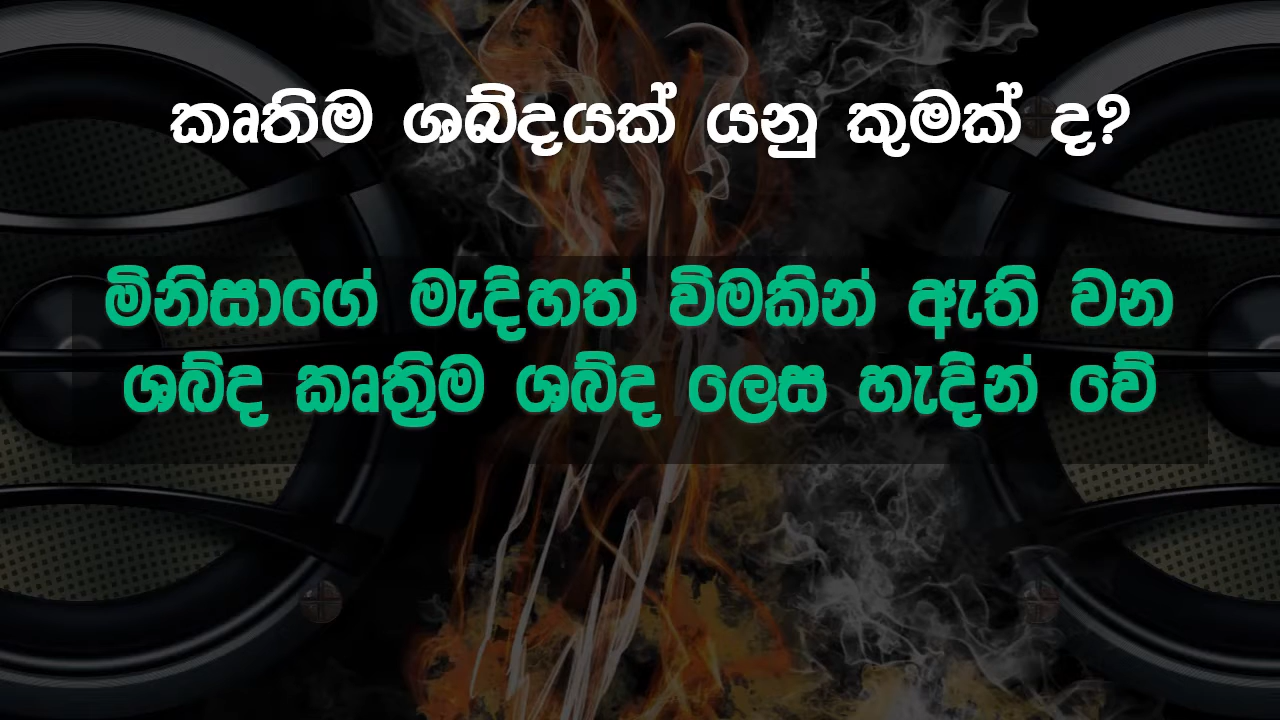 කෘතිම ශබ්දයක් යනු කුමක් ද?
මිනිසාගේ මැදිහත් විමකින් ඇති වන
ශබ්ද කෘත්‍රිම ශබ්ද ලෙස හැදින් වේ